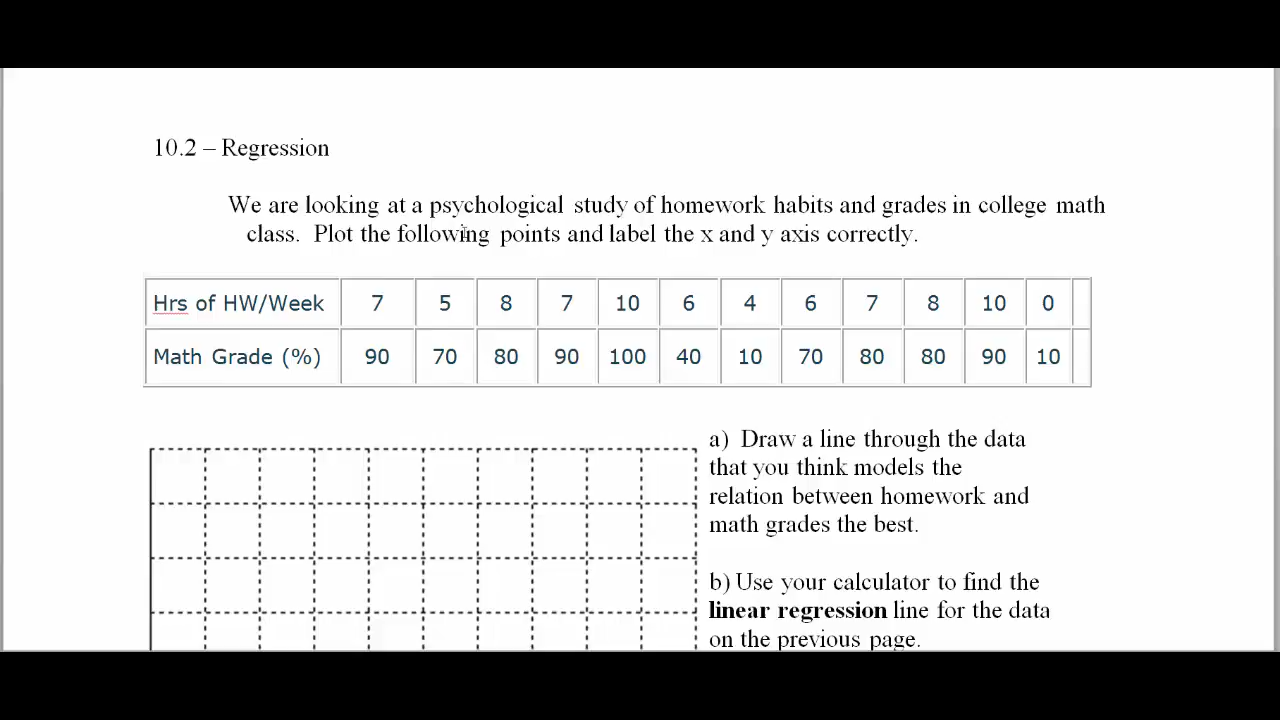 10.2 – Regression
We are looking at a psychological study of homework habits and grades in college math
class. Plot the following points and label the x and y axis correctly.
Hrs of HW/Week 7 5 8 7 10 6 4 6 7 8 10 0
Math Grade (%) 90 70 80 90 100 40 10 70 80 80 90 10
a) Draw a line through the data
that you think models the
relation between homework and
math grades the best.
b) Use your calculator to find the
linear regression line for the data
on the previous page.